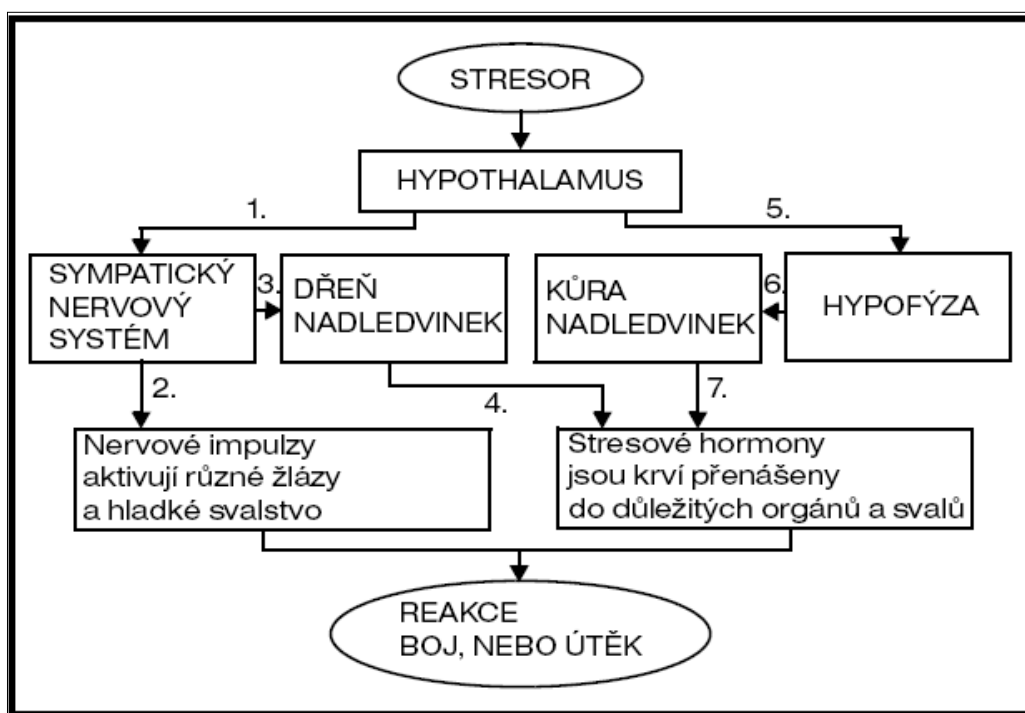 STRESOR
HYPOTHALAMUS
1.
5.
SYMPATICKÝ
NERVOVÝ
SYSTÉM
3.
DŘEŇ
NADLEDVINEK
KŮRA
NADLEDVINEK
6.
HYPOFÝZA
2.
4.
7.
Nervové impulzy
aktivují různé žlázy
a hladké svalstvo
Stresové hormony
jsou krví přenášeny
do důležitých orgánů a svalů
REAKCE
BOJ, NEBO ÚTĚK